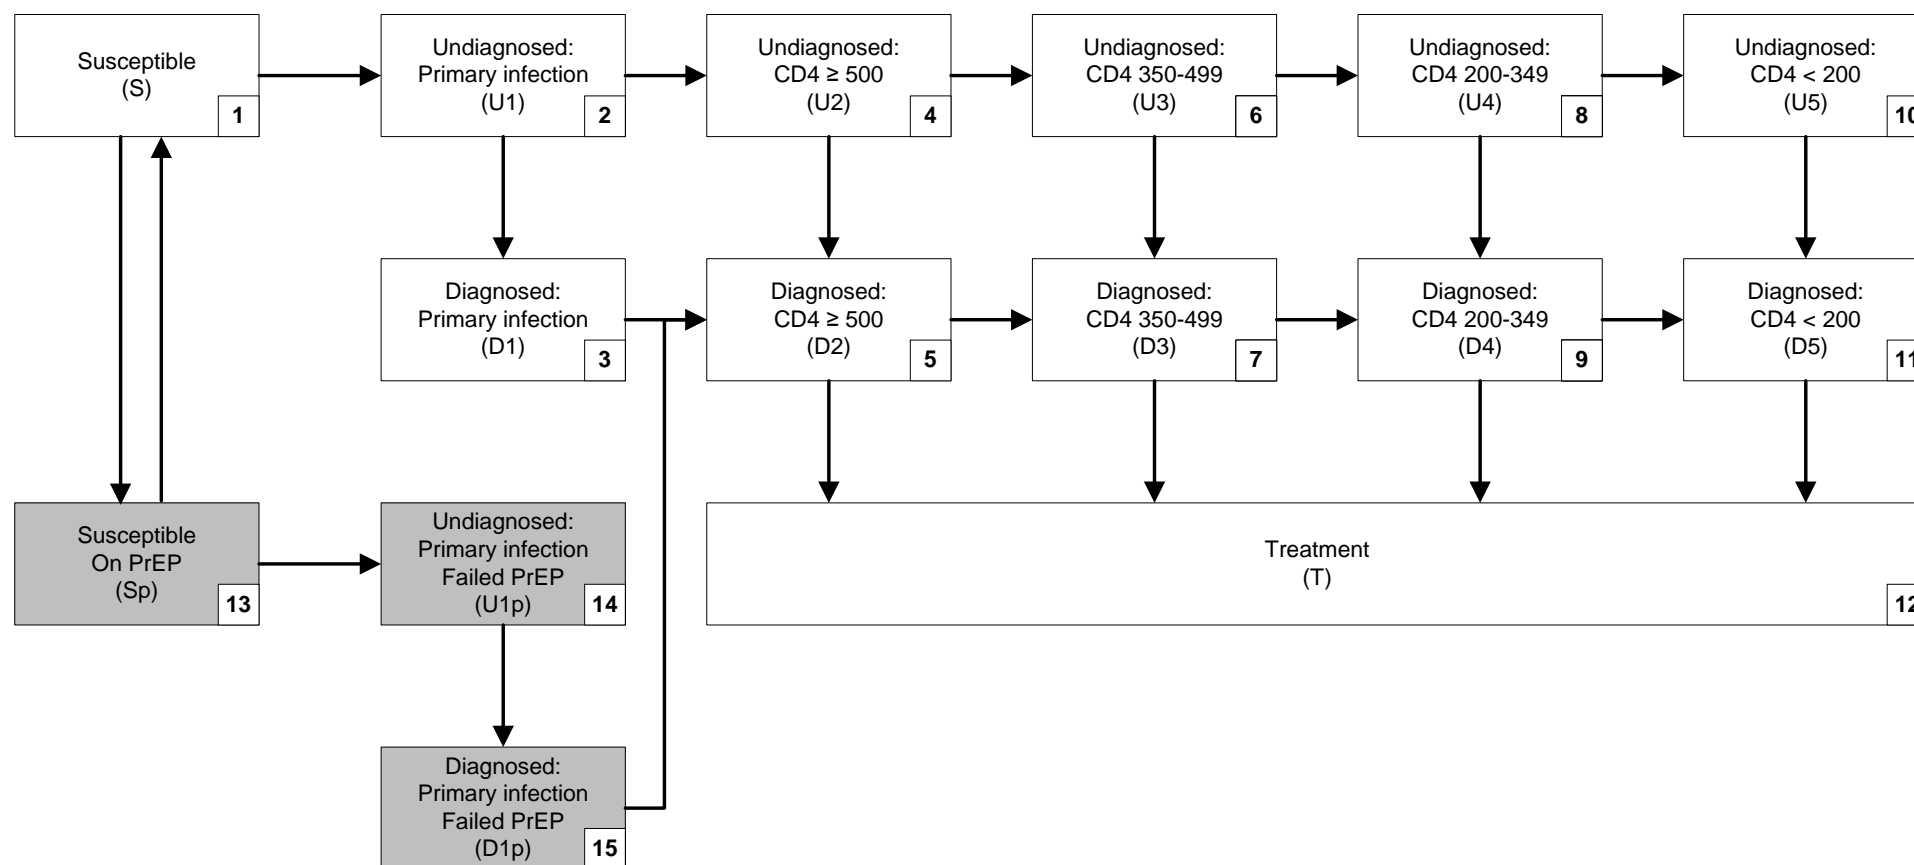 Susceptible
(S)
1
Undiagnosed:
Primary infection
(U1)
2
Undiagnosed:
CD4 ≥ 500
(U2)
4
Undiagnosed:
CD4 350-499
(U3)
6
Undiagnosed:
CD4 200-349
(U4)
8
Undiagnosed:
CD4 < 200
(U5)
10
Diagnosed:
Primary infection
(D1)
3
Diagnosed:
CD4 ≥ 500
(D2)
5
Diagnosed:
CD4 350-499
(D3)
7
Diagnosed:
CD4 200-349
(D4)
9
Diagnosed:
CD4 < 200
(D5)
11
Susceptible
On PrEP
(Sp)
13
Undiagnosed:
Primary infection
Failed PrEP
(U1p)
14
Treatment
(T)
12
Diagnosed:
Primary infection
Failed PrEP
(D1p)
15